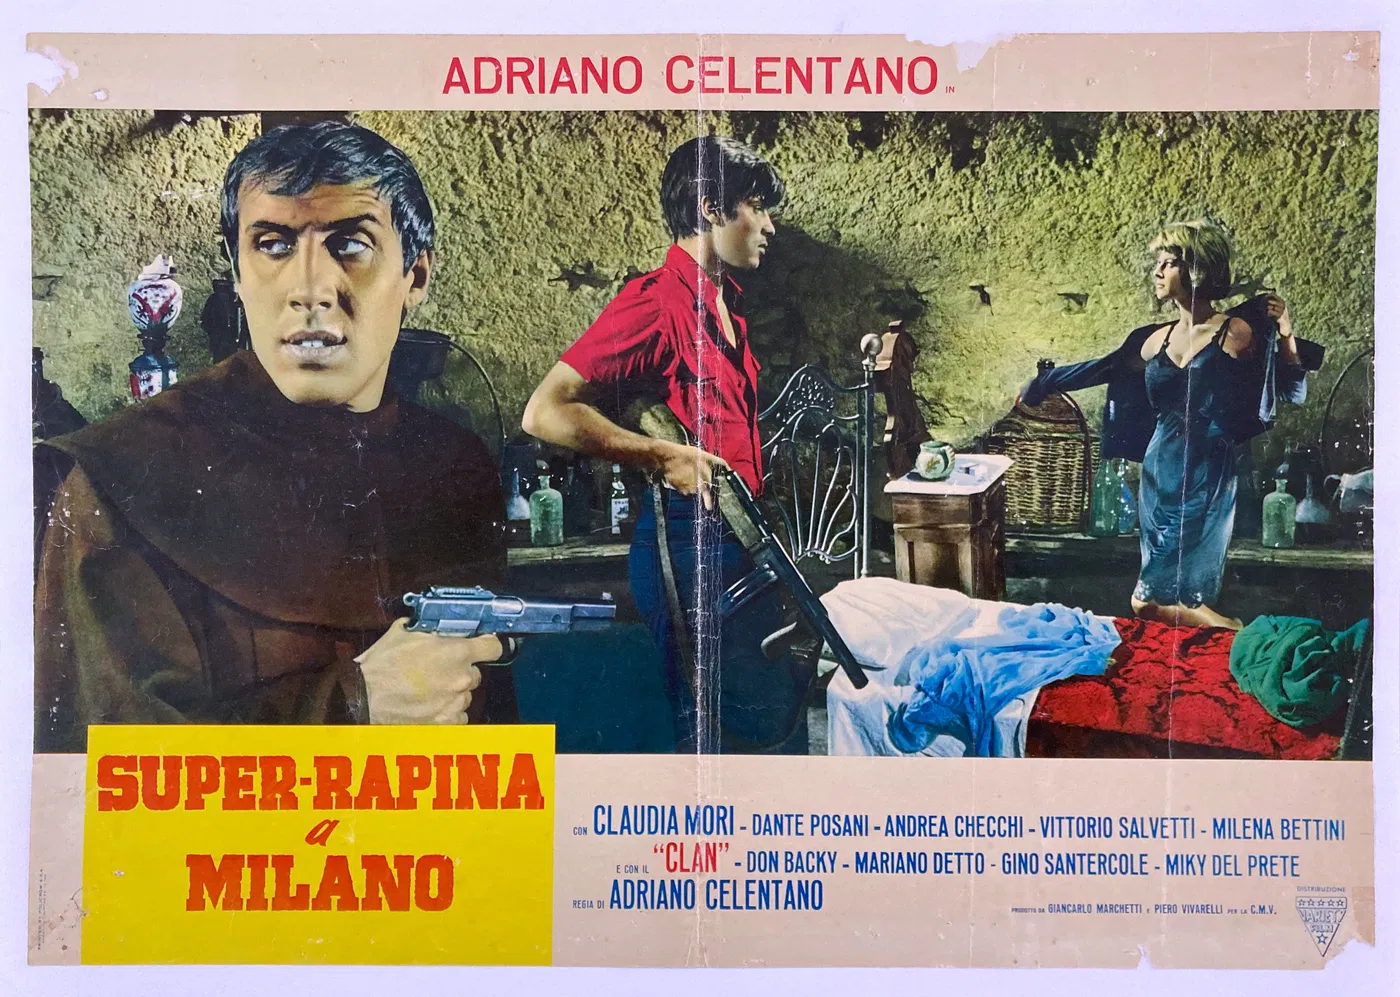 ADRIANO CELENTANO IN
SUPER-RAPINA
a
MILANO
CON CLAUDIA MORI - DANTE POSANI - ANDREA CHECCHI - VITTORIO SALVETTI - MILENA BETTINI
E CON IL "CLAN" - DON BACKY - MARIANO DETTO - GINO SANTERCOLE - MIKY DEL PRETE
REGIA DI ADRIANO CELENTANO
PRODOTTO DA GIANCARLO MARCHETTI E PIERO VIVARELLI PER LA C.M.V.
DISTRIBUZIONE
VARIETY
FILM